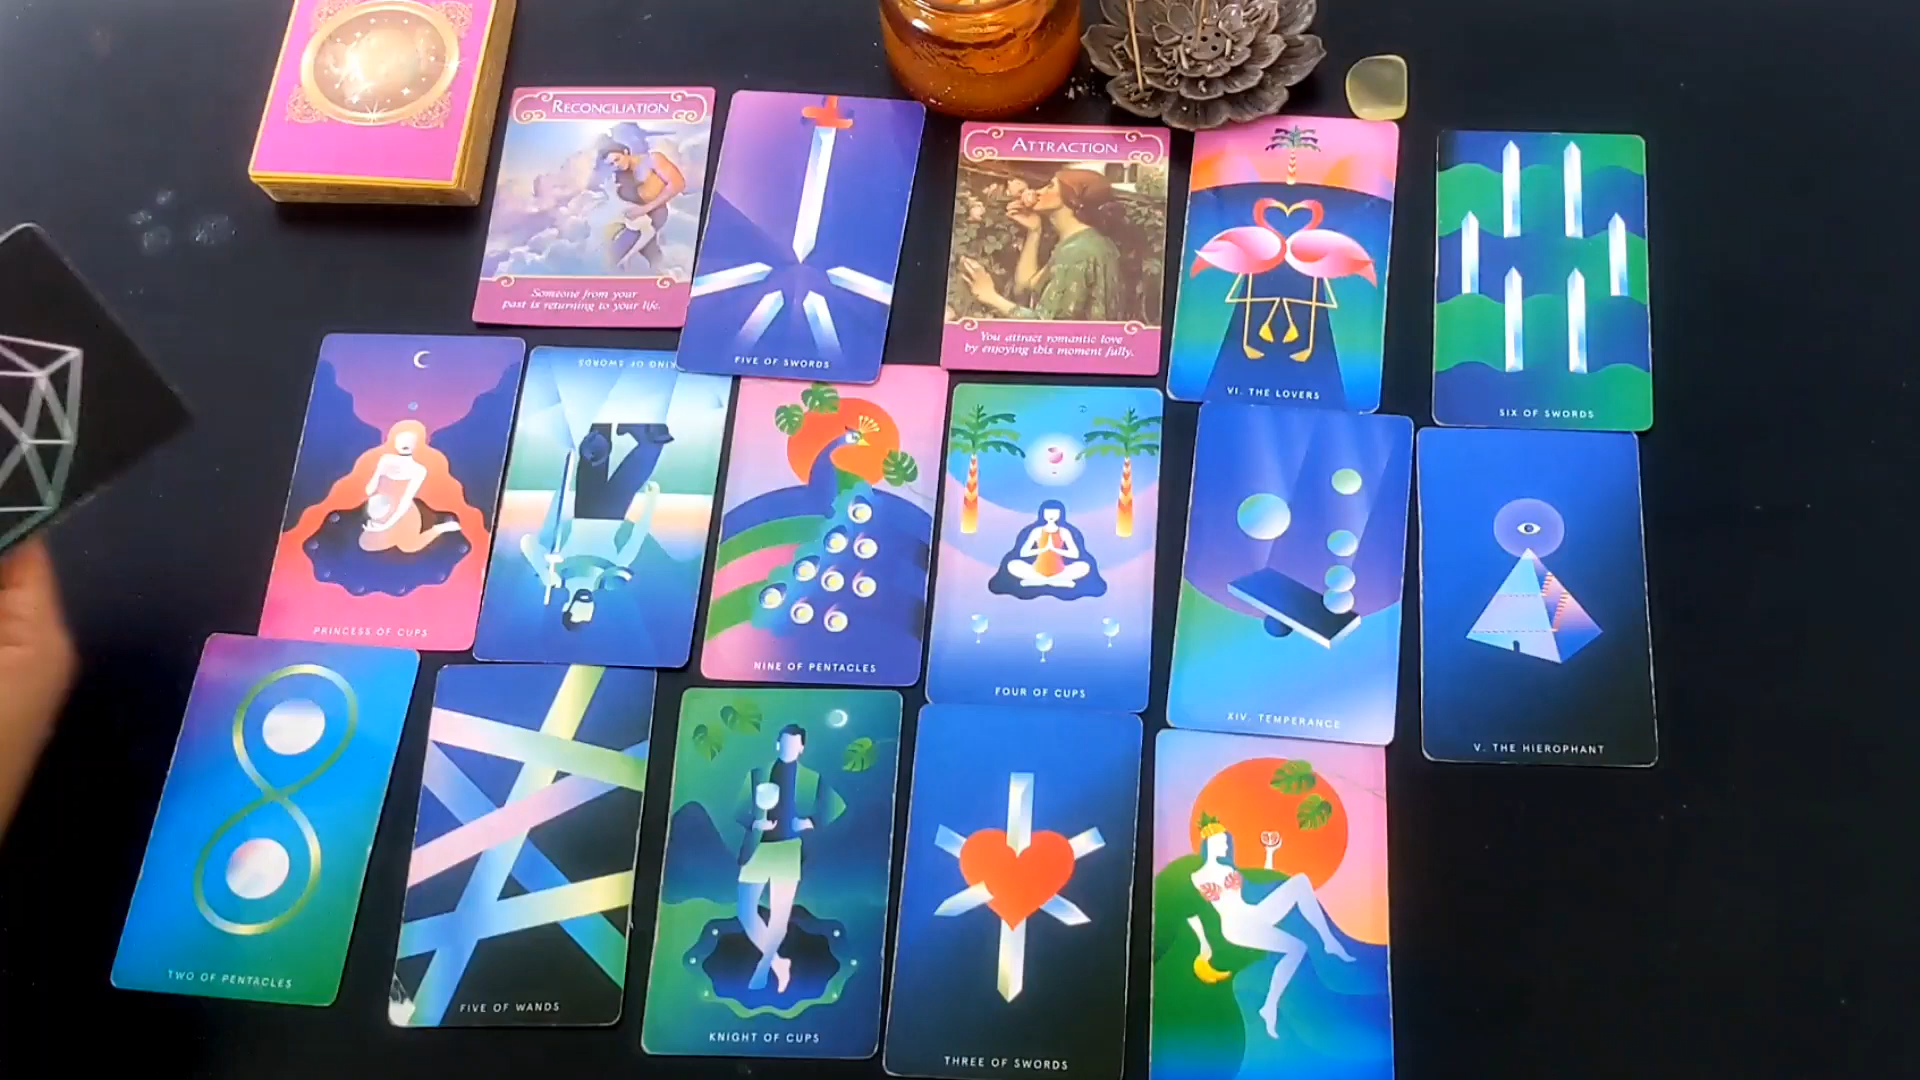 RECONCILIATION
Someone from your
past is returning to your life.
FIVE OF SWORDS
ATTRACTION
You attract romantic love
by enjoying this moment fully.
VI. THE LOVERS
SIX OF SWORDS
PRINCESS OF CUPS
KING OF SWORDS
NINE OF PENTACLES
FOUR OF CUPS
XIV. TEMPERANCE
V. THE HIEROPHANT
TWO OF PENTACLES
FIVE OF WANDS
KNIGHT OF CUPS
THREE OF SWORDS